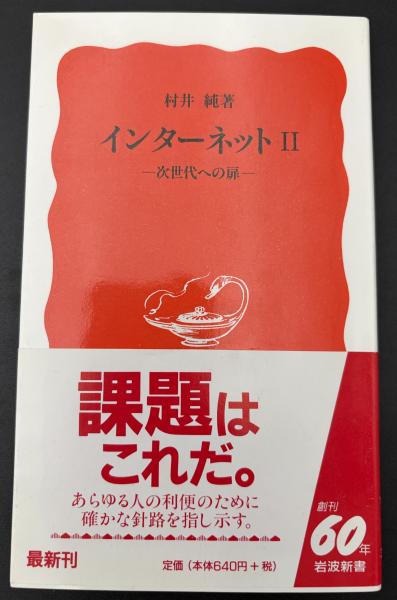 村井 純著
インターネットⅡ
―次世代への扉―
課題は
これだ。
あらゆる人の利便のために
確かな針路を指し示す。
最新刊
定価(本体640円+税)
創刊
60年
岩波新書